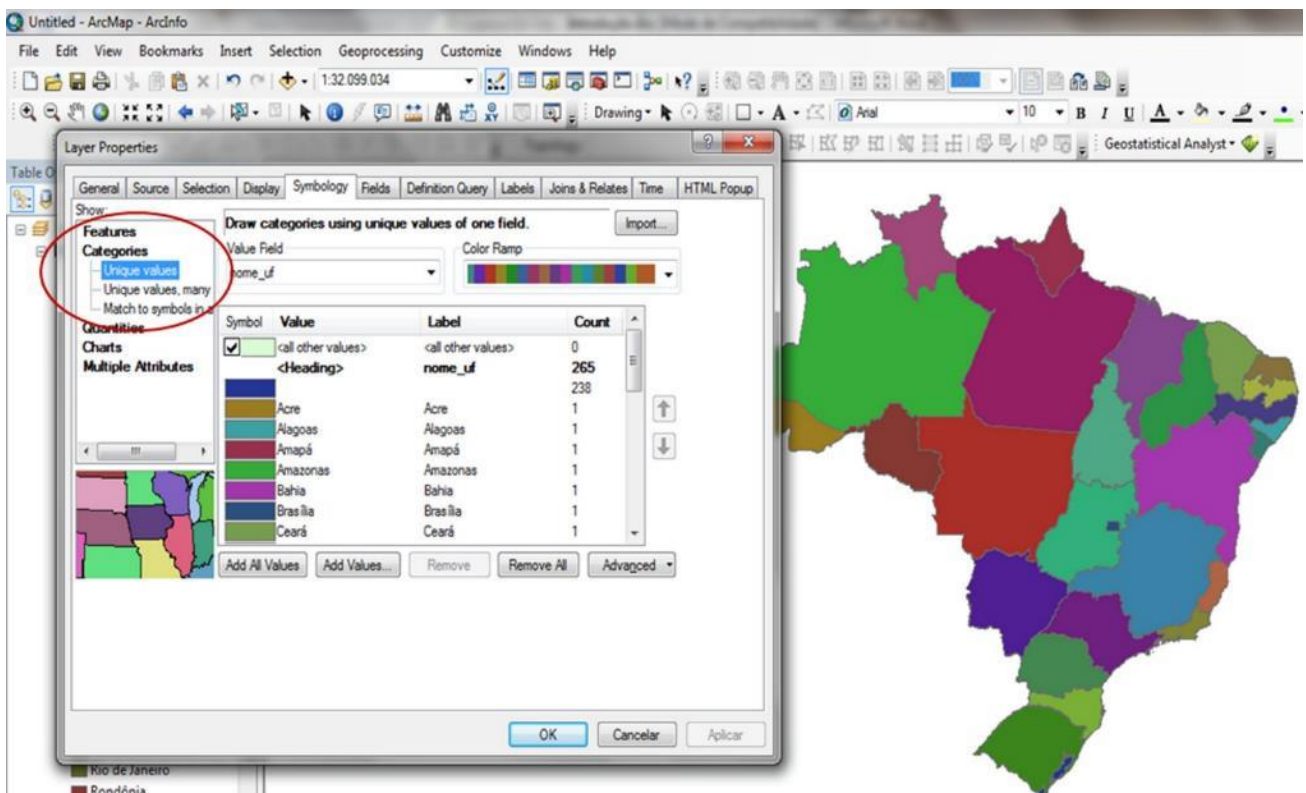 Untitled - ArcMap - ArcInfo
File Edit View Bookmarks Insert Selection Geoprocessing Customize Windows Help
1:32.099.034
Drawing A Arial 10 B I U A
Geostatistical Analyst
Layer Properties
Table O
General Source Selection Display Symbology Fields Definition Query Labels Joins & Relates Time HTML Popup
Show:
Features
Categories
Unique values
Unique values, many
Match to symbols in a
Quantities
Charts
Multiple Attributes
Draw categories using unique values of one field.
Import...
Value Field
nome_uf
Color Ramp
Symbol Value Label Count
<all other values> <all other values> 0
<Heading> nome_uf 265
238
Acre Acre 1
Alagoas Alagoas 1
Amapá Amapá 1
Amazonas Amazonas 1
Bahia Bahia 1
Brasília Brasília 1
Ceará Ceará 1
Add All Values Add Values... Remove Remove All Advanced
OK Cancelar Aplicar
Rio de Janeiro
Rondônia